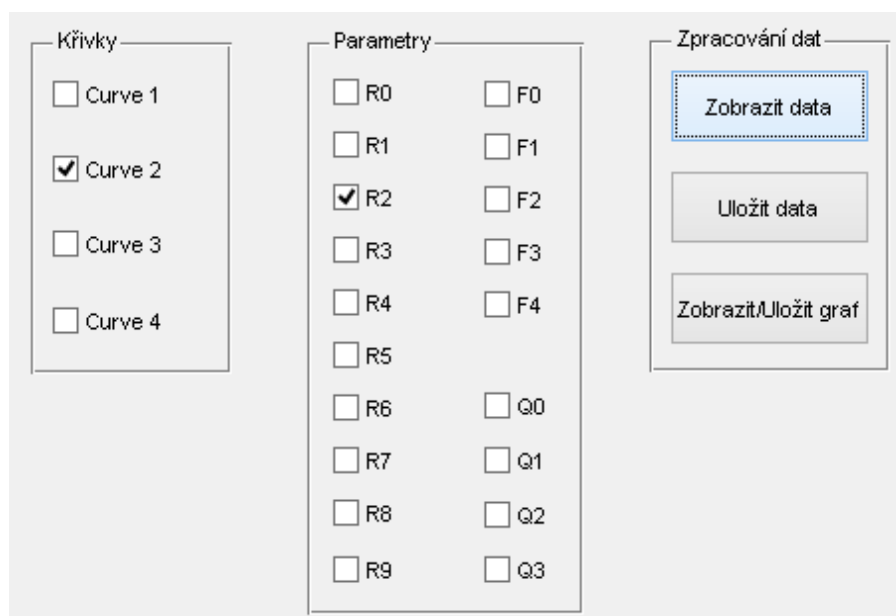 Křivky
Curve 1
Curve 2
Curve 3
Curve 4
Parametry
R0
R1
R2
R3
R4
R5
R6
R7
R8
R9
F0
F1
F2
F3
F4
Q0
Q1
Q2
Q3
Zpracování dat
Zobrazit data
Uložit data
Zobrazit/Uložit graf